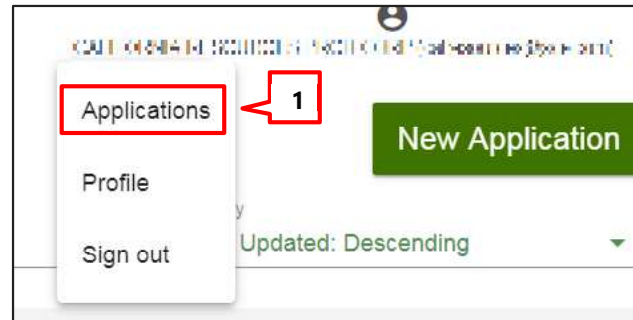 Applications
1
New Application
Profile
y
Updated: Descending
Sign out